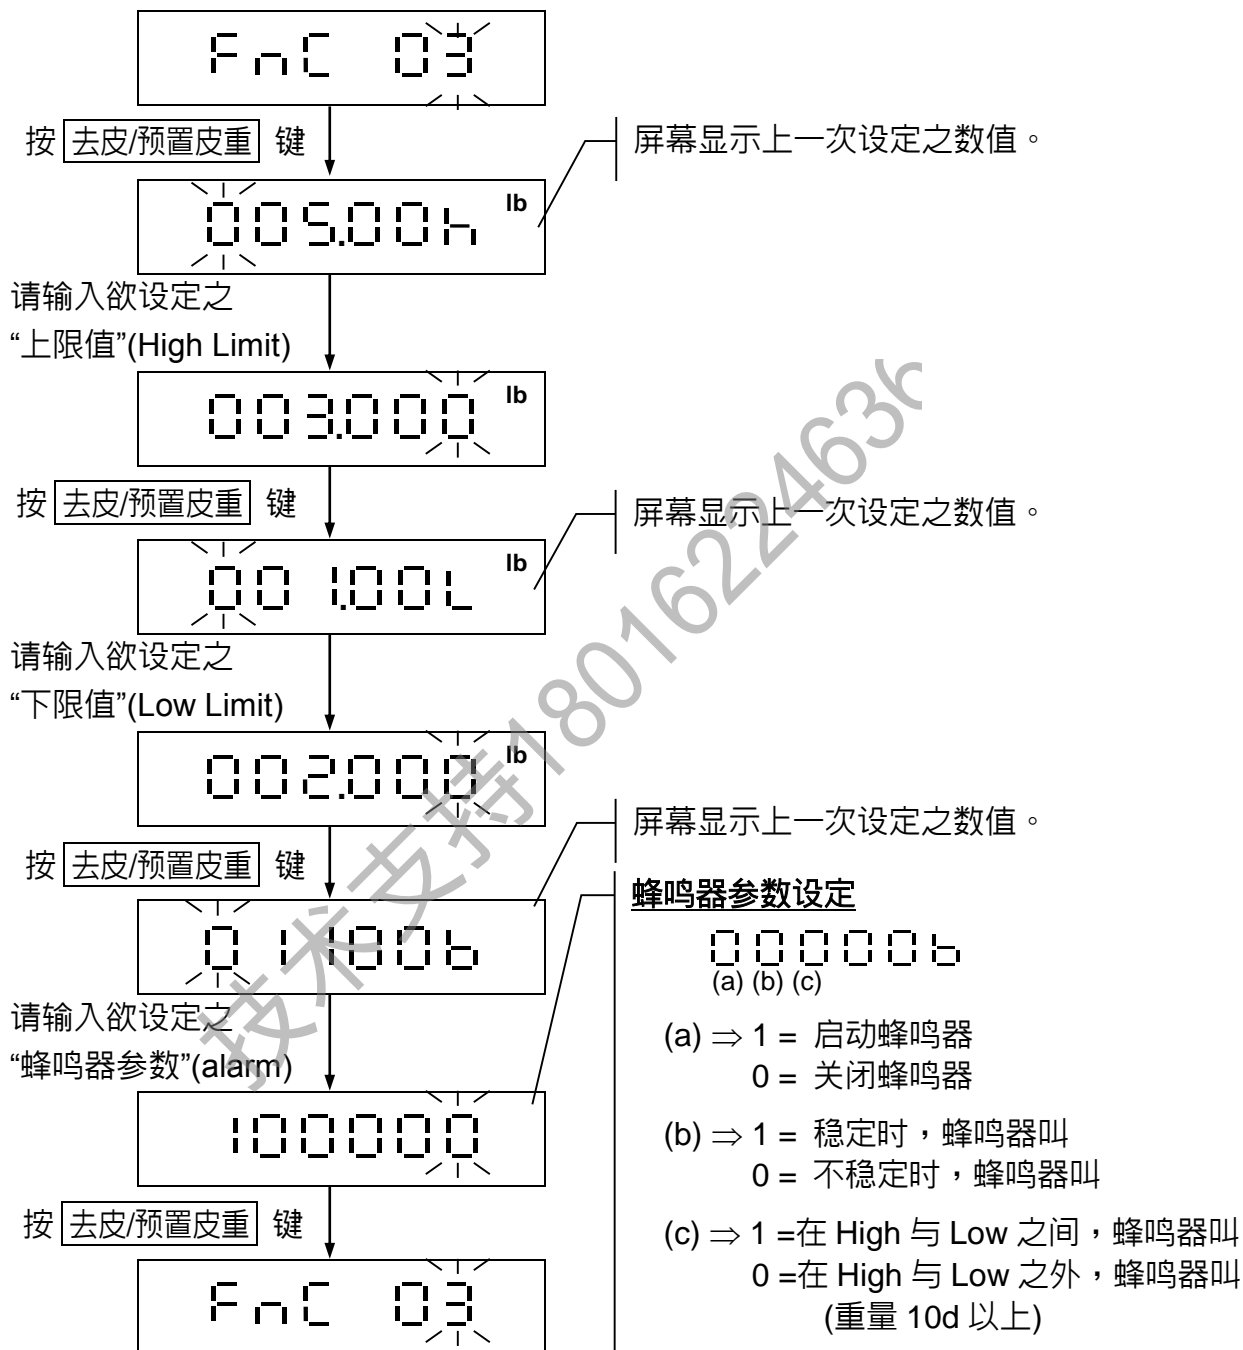 FnC 03
按 去皮/预置皮重 键
屏幕显示上一次设定之数值。
005.00h lb
请输入欲设定之
“上限值”(High Limit)
003.000 lb
按 去皮/预置皮重 键
屏幕显示上一次设定之数值。
001.00L lb
请输入欲设定之
“下限值”(Low Limit)
002.000 lb
按 去皮/预置皮重 键
屏幕显示上一次设定之数值。
请输入欲设定之
“蜂鸣器参数”(alarm)
100000
按 去皮/预置皮重 键
FnC 03
蜂鸣器参数设定
00000b
(a) (b) (c)
(a) ⇒ 1 = 启动蜂鸣器
0 = 关闭蜂鸣器
(b) ⇒ 1 = 稳定时，蜂鸣器叫
0 = 不稳定时，蜂鸣器叫
(c) ⇒ 1 =在 High 与 Low 之间，蜂鸣器叫
0 =在 High 与 Low 之外，蜂鸣器叫
(重量 10d 以上)
技术支持1801622463